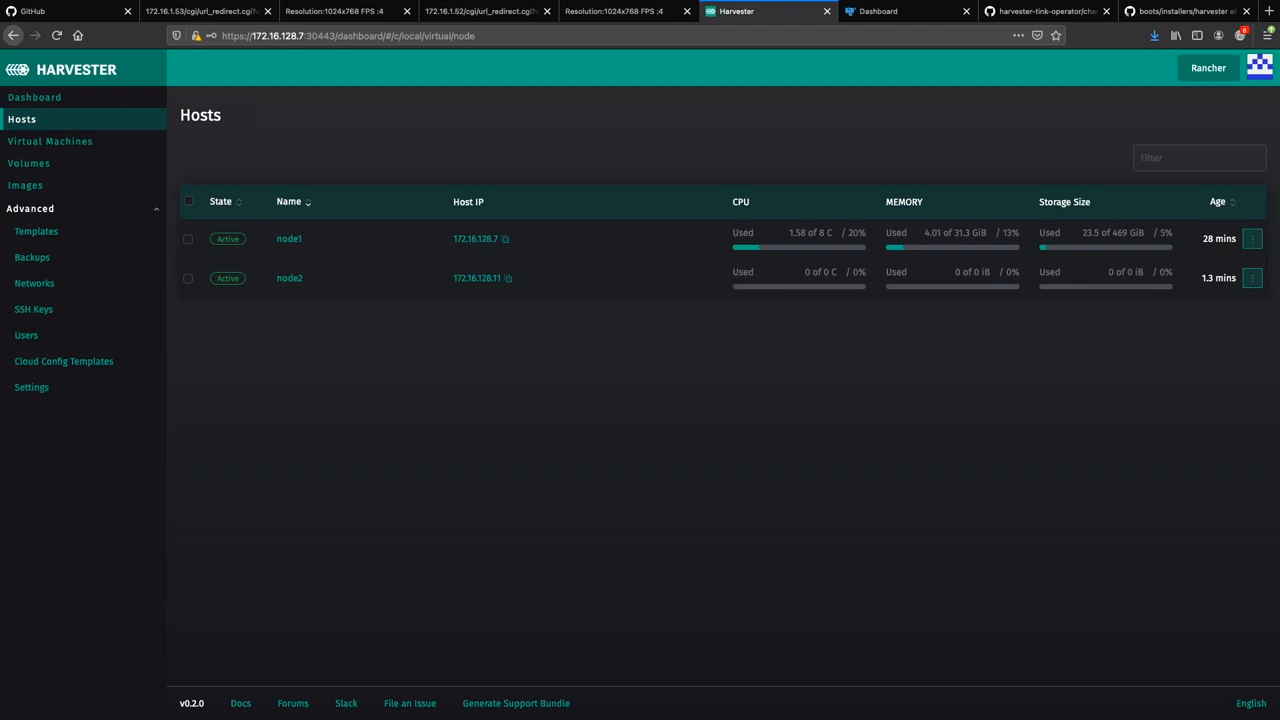 GitHub
172.16.1.53/cgi/url_redirect.cgi?
Resolution:1024x768 FPS :4
172.16.1.52/cgi/url_redirect.cgi?
Resolution:1024x768 FPS :4
Harvester
Dashboard
harvester-tink-operator/cha
boots/installers/harvester at
https://172.16.128.7:30443/dashboard/#/c/local/virtual/node
6
HARVESTER
Rancher
Dashboard
Hosts
Virtual Machines
Volumes
Images
Advanced
Templates
Backups
Networks
SSH Keys
Users
Cloud Config Templates
Settings
Hosts
Filter
State Name Host IP CPU MEMORY Storage Size Age
Active node1 172.16.128.7 Used 1.58 of 8 C / 20% Used 4.01 of 31.3 GiB / 13% Used 23.5 of 469 GiB / 5% 28 mins
Active node2 172.16.128.11 Used 0 of 0 C / 0% Used 0 of 0 iB / 0% Used 0 of 0 iB / 0% 1.3 mins
v0.2.0 Docs Forums Slack File an Issue Generate Support Bundle English